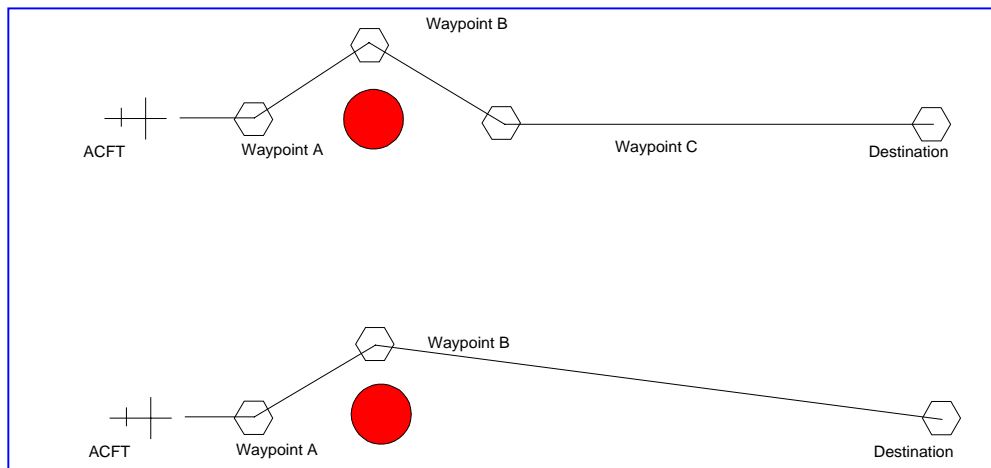 Waypoint B
ACFT
Waypoint A
Waypoint C
Destination
Waypoint B
ACFT
Waypoint A
Destination